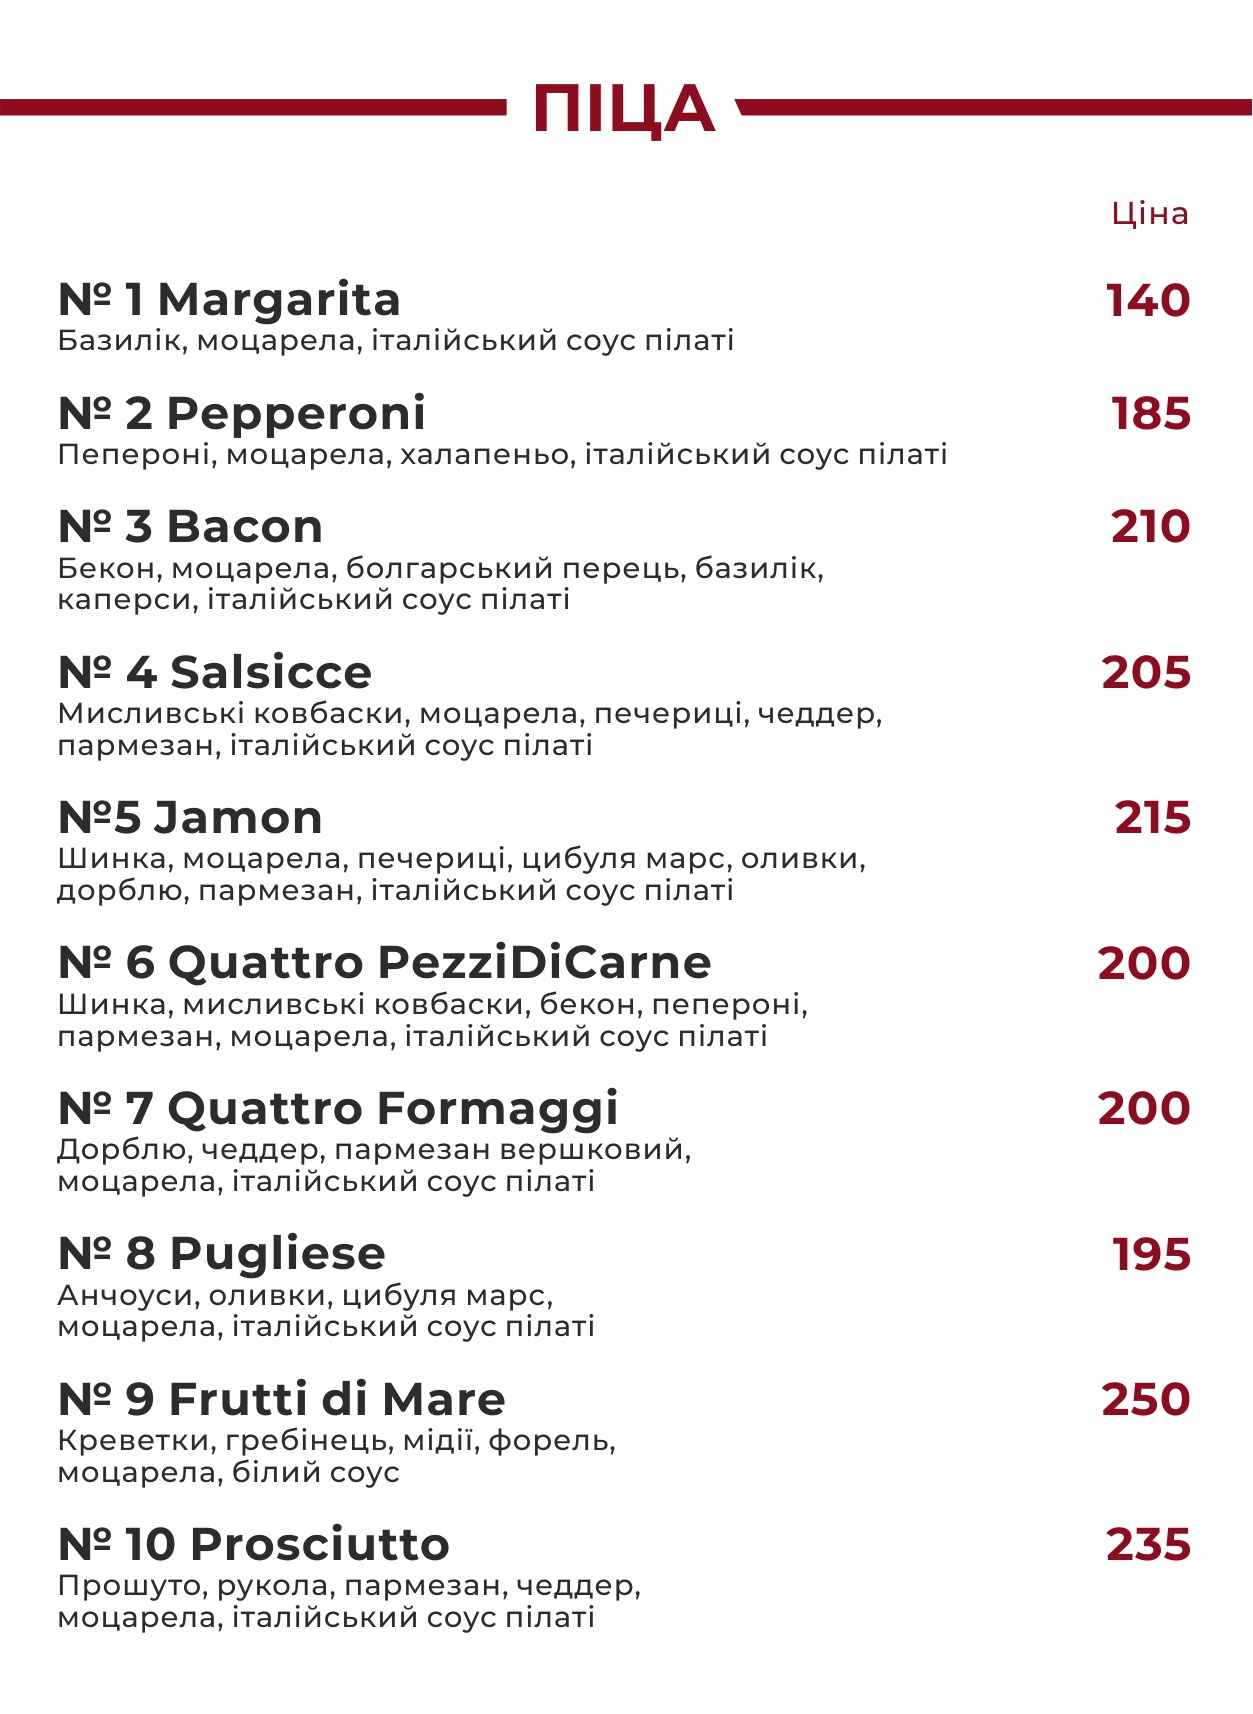 ПІЦА
Ціна
№ 1 Margarita 140
Базилік, моцарела, італійський соус пілаті
№ 2 Pepperoni 185
Пепероні, моцарела, халапеньо, італійський соус пілаті
№ 3 Bacon 210
Бекон, моцарела, болгарський перець, базилік,
каперси, італійський соус пілаті
№ 4 Salsicce 205
Мисливські ковбаски, моцарела, печериці, чеддер,
пармезан, італійський соус пілаті
№5 Jamon 215
Шинка, моцарела, печериці, цибуля марс, оливки,
дорблю, пармезан, італійський соус пілаті
№ 6 Quattro PezziDiCarne 200
Шинка, мисливські ковбаски, бекон, пепероні,
пармезан, моцарела, італійський соус пілаті
№ 7 Quattro Formaggi 200
Дорблю, чеддер, пармезан вершковий,
моцарела, італійський соус пілаті
№ 8 Pugliese 195
Анчоуси, оливки, цибуля марс,
моцарела, італійський соус пілаті
№ 9 Frutti di Mare 250
Креветки, гребінець, мідії, форель,
моцарела, білий соус
№ 10 Prosciutto 235
Прошуто, рукола, пармезан, чеддер,
моцарела, італійський соус пілаті